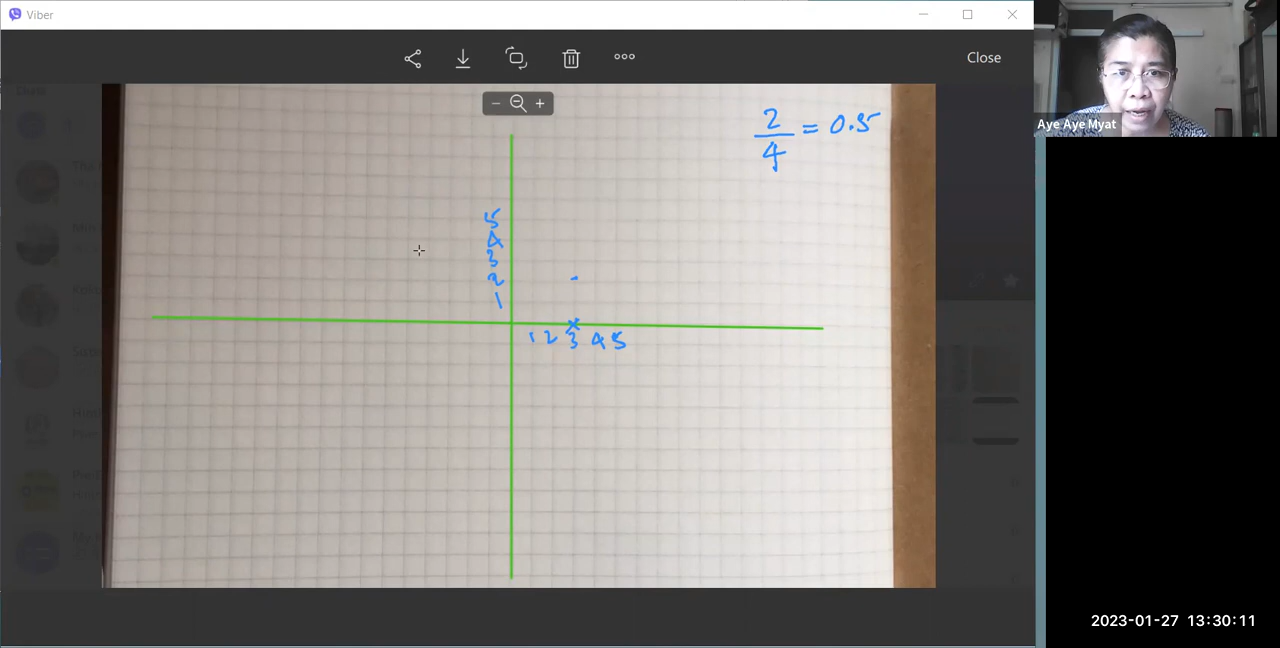 Viber
Close
2
4
= 0.5
5
4
3
2
1
1 2 3 4 5
Aye Aye Myat
2023-01-27 13:30:11